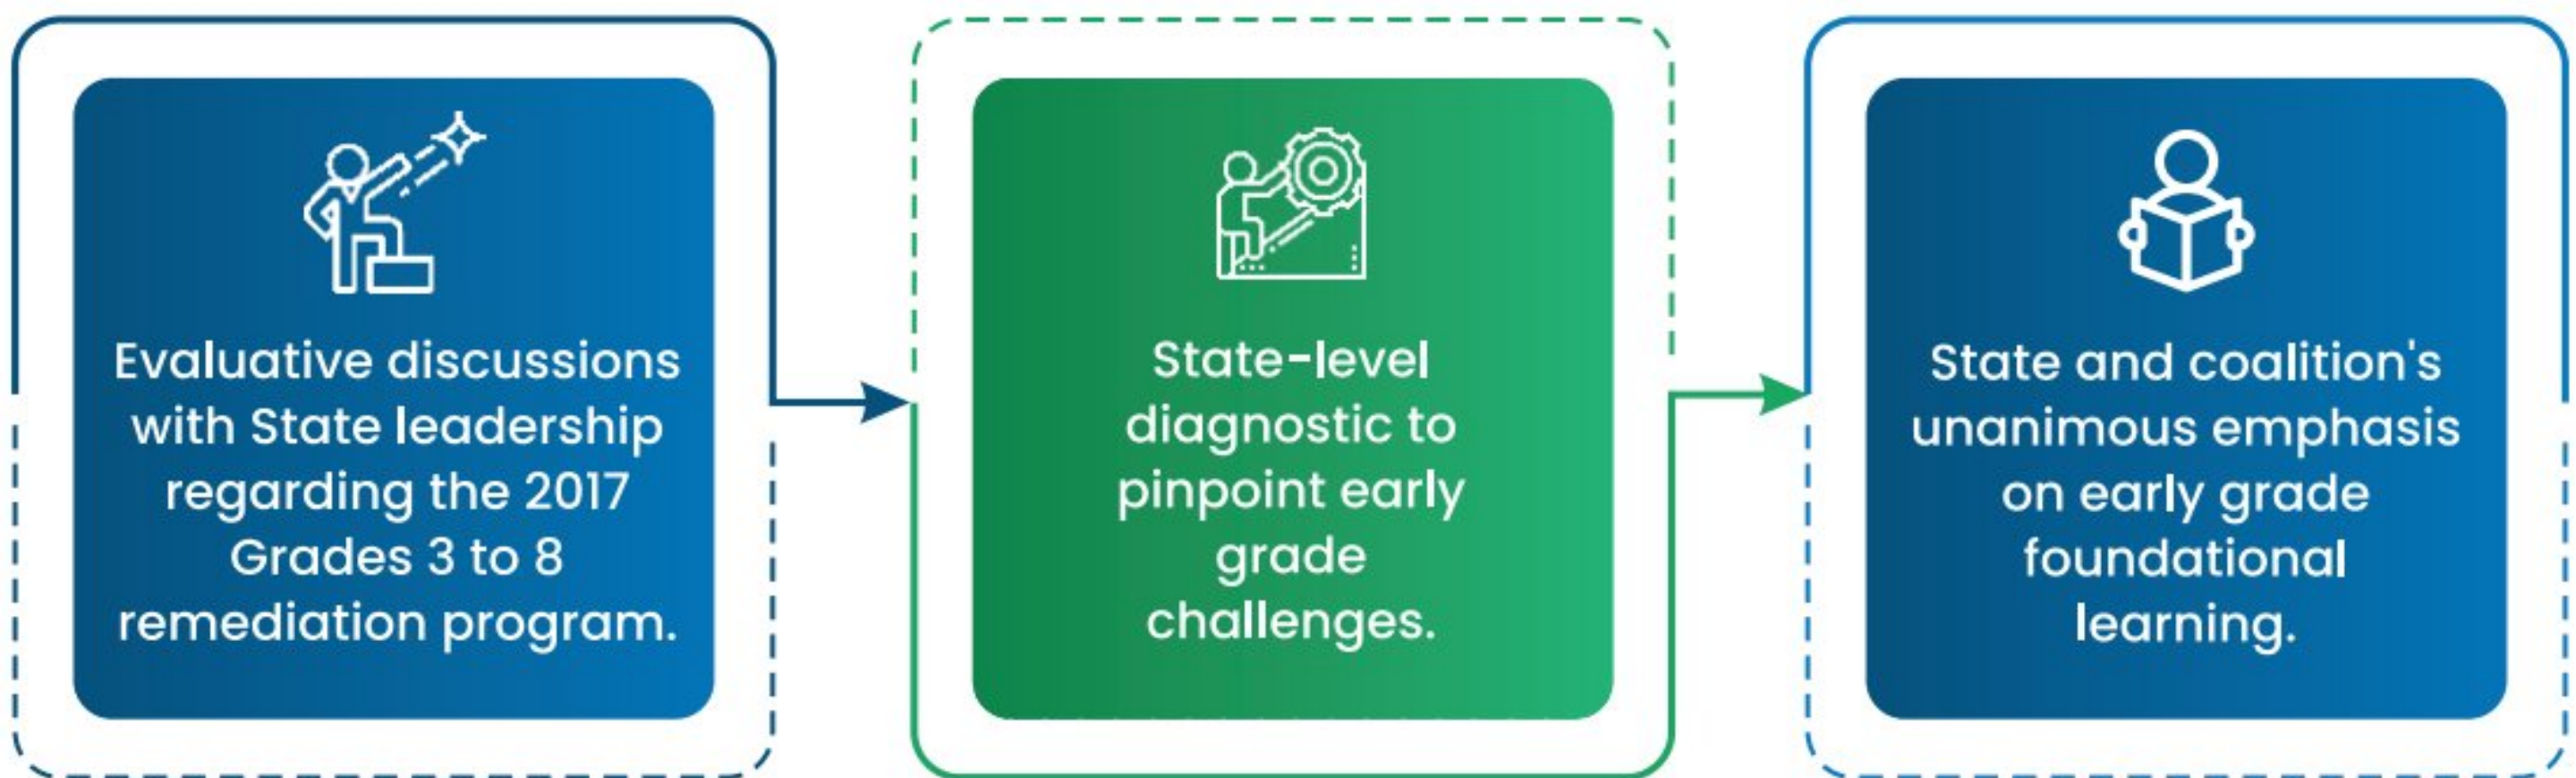 Evaluative discussions
with State leadership
regarding the 2017
Grades 3 to 8
remediation program.
State-level
diagnostic to
pinpoint early
grade
challenges.
State and coalition's
unanimous emphasis
on early grade
foundational
learning.